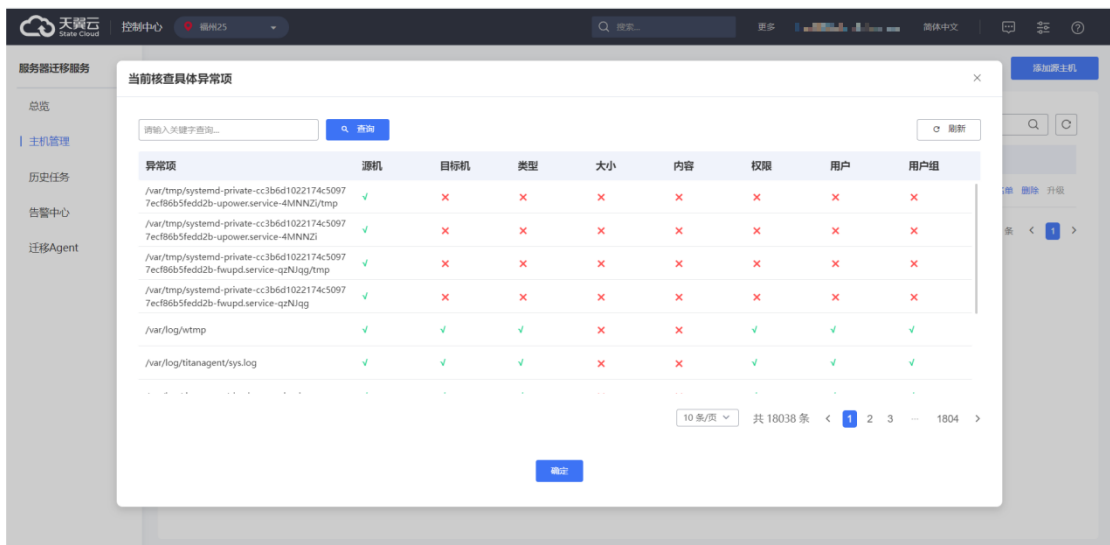 天翼云
State Cloud
控制中心
福州25
搜索...
更多
简体中文
服务器迁移服务
添加源主机
总览
主机管理
历史任务
告警中心
迁移Agent
删除 升级
条 < 1 >
当前核查具体异常项
请输入关键字查询...
查询
刷新
异常项 源机 目标机 类型 大小 内容 权限 用户 用户组
/var/tmp/systemd-private-cc3b6d1022174c5097
7ecf86b5fedd2b-upower.service-4MNNZi/tmp √ × × × × × × ×
/var/tmp/systemd-private-cc3b6d1022174c5097
7ecf86b5fedd2b-upower.service-4MNNZi √ × × × × × × ×
/var/tmp/systemd-private-cc3b6d1022174c5097
7ecf86b5fedd2b-fwupd.service-qzNJqg/tmp √ × × × × × × ×
/var/tmp/systemd-private-cc3b6d1022174c5097
7ecf86b5fedd2b-fwupd.service-qzNJqg √ × × × × × × ×
/var/log/wtmp √ √ √ × × √ √ √
/var/log/titanagent/sys.log √ √ √ × × √ √ √
10 条/页 共 18038 条 < 1 2 3 ··· 1804 >
确定